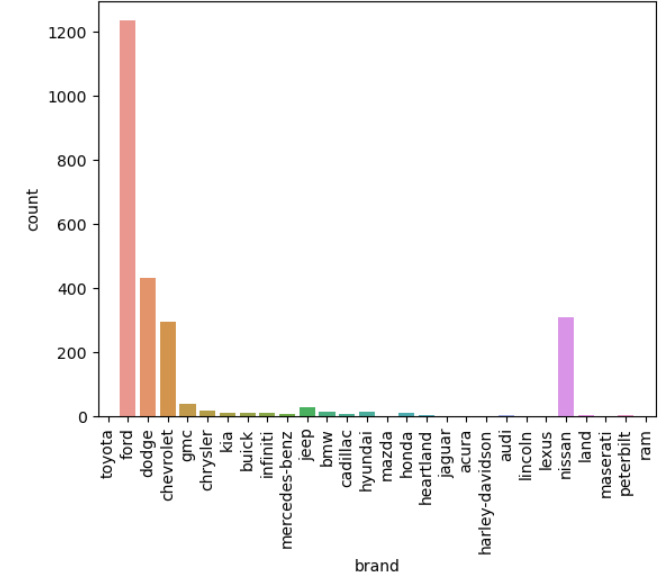 1200
1000
800
600
400
200
0
count
toyota
ford
dodge
chevrolet
gmc
chrysler
kia
buick
infiniti
mercedes-benz
jeep
bmw
cadillac
hyundai
mazda
honda
heartland
jaguar
acura
harley-davidson
audi
lincoln
lexus
nissan
land
maserati
peterbilt
ram
brand